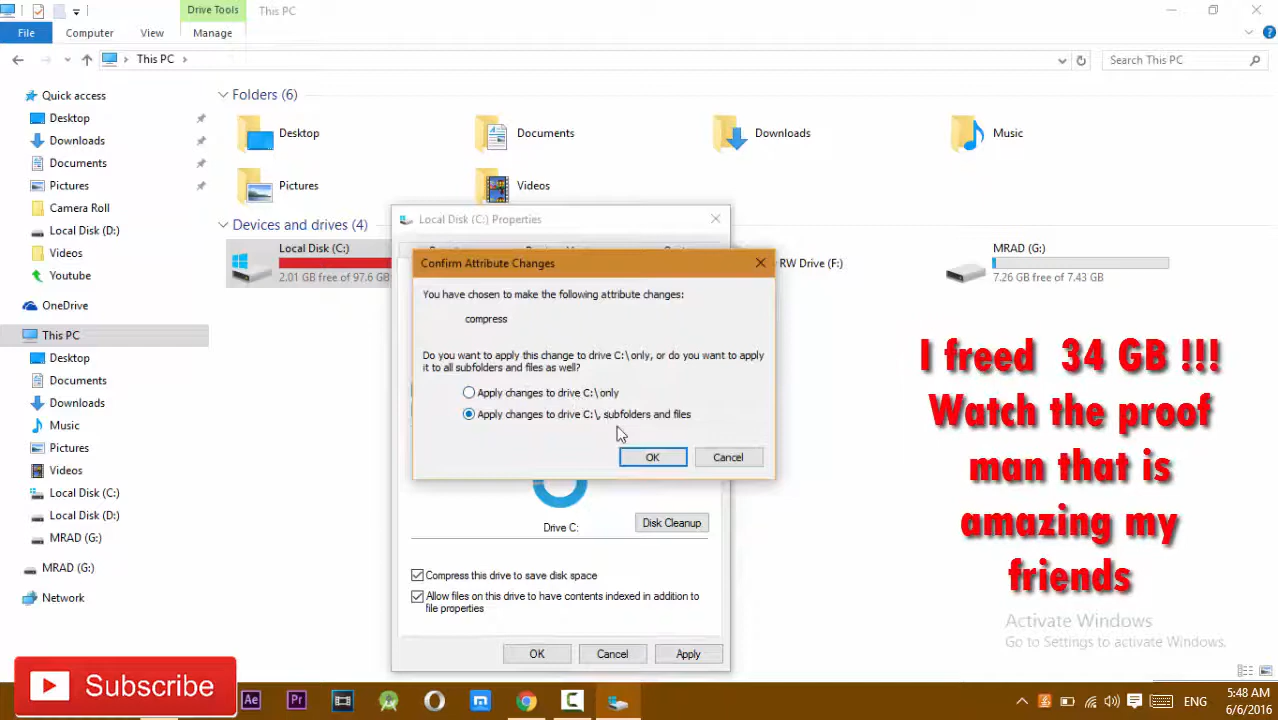 Drive Tools
This PC
File
Computer
View
Manage
This PC
Search This PC
Quick access
Desktop
Downloads
Documents
Pictures
Camera Roll
Local Disk (D:)
Videos
Youtube
OneDrive
This PC
Desktop
Documents
Downloads
Music
Pictures
Videos
Local Disk (C:)
Local Disk (D:)
MRAD (G:)
MRAD (G:)
Network
Folders (6)
Desktop
Documents
Downloads
Music
Pictures
Videos
Devices and drives (4)
Local Disk (C:)
2.01 GB free of 97.6 GB
RW Drive (F:)
MRAD (G:)
7.26 GB free of 7.43 GB
Local Disk (C:) Properties
Confirm Attribute Changes
You have chosen to make the following attribute changes:
compress
Do you want to apply this change to drive C:\ only, or do you want to apply
it to all subfolders and files as well?
Apply changes to drive C:\ only
Apply changes to drive C:\, subfolders and files
OK
Cancel
Drive C:
Disk Cleanup
Compress this drive to save disk space
Allow files on this drive to have contents indexed in addition to
file properties
OK
Cancel
Apply
I freed 34 GB !!!
Watch the proof
man that is
amazing my
friends
Activate Windows
Go to Settings to activate Windows.
Subscribe
Ae
Pr
ENG
5:48 AM
6/6/2016